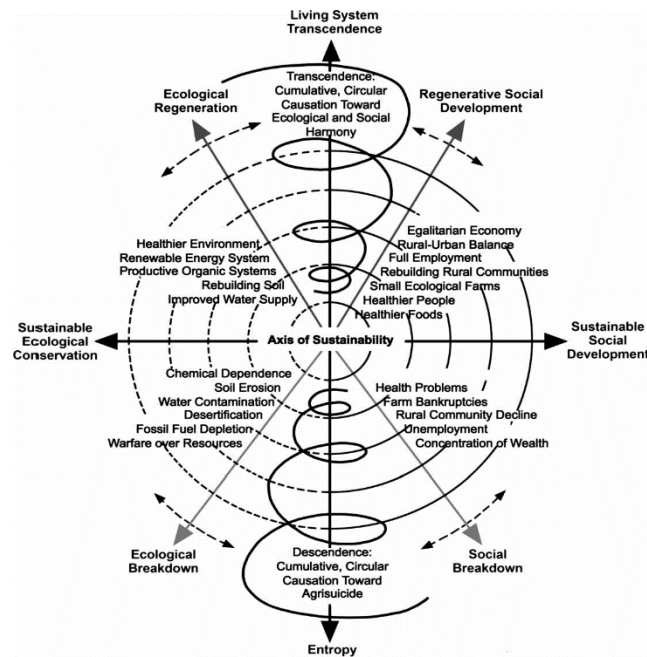 Living System
Transcendence
Ecological
Regeneration
Transcendence:
Cumulative, Circular
Causation Toward
Ecological and Social
Harmony
Regenerative Social
Development
Healthier Environment
Renewable Energy System
Productive Organic Systems
Rebuilding Soil
Improved Water Supply
Egalitarian Economy
Rural-Urban Balance
Full Employment
Rebuilding Rural Communities
Small Ecological Farms
Healthier People
Healthier Foods
Sustainable
Ecological
Conservation
Axis of Sustainability
Sustainable
Social
Development
Chemical Dependence
Soil Erosion
Water Contamination
Desertification
Fossil Fuel Depletion
Warfare over Resources
Health Problems
Farm Bankruptcies
Rural Community Decline
Unemployment
Concentration of Wealth
Ecological
Breakdown
Descendence:
Cumulative, Circular
Causation Toward
Agrisuicide
Social
Breakdown
Entropy